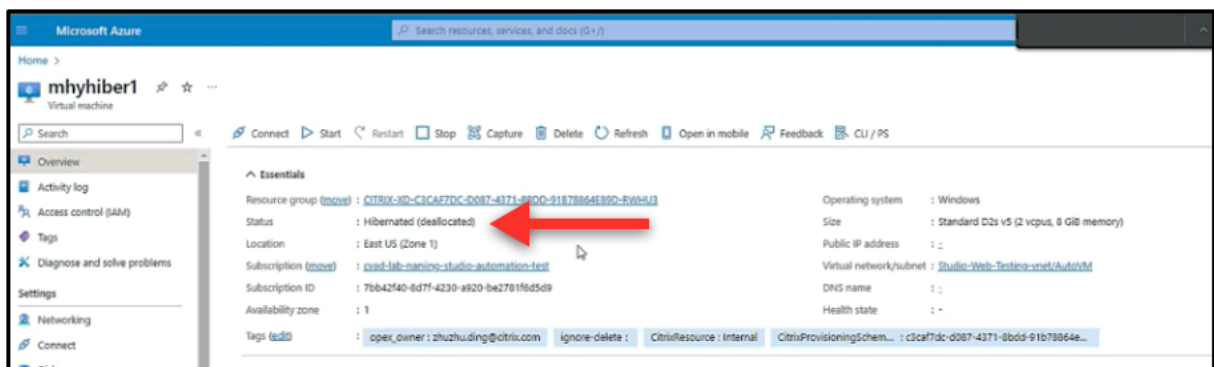 Microsoft Azure
Search resources, services, and docs (G+/)
Home >
mhyhiber1
Virtual machine
Search
Connect Start Restart Stop Capture Delete Refresh Open in mobile Feedback CLI / PS
Overview
Activity log
Access control (IAM)
Tags
Diagnose and solve problems
Settings
Networking
Connect
Essentials
Resource group (move) : CITRIX-XD-C3CAF7DC-D087-4371-8BDD-91B78864E89D-RWHU3
Status : Hibernated (deallocated)
Location : East US (Zone 1)
Subscription (move) : cvad-lab-nanjing-studio-automation-test
Subscription ID : 7bb42f40-8d7f-4230-a920-be2781f6d5d9
Availability zone : 1
Operating system : Windows
Size : Standard D2s v5 (2 vcpus, 8 GiB memory)
Public IP address : -
Virtual network/subnet : Studio-Web-Testing-vnet/AutoVM
DNS name : -
Health state : -
Tags (edit) : opex_owner : zhuzhu.ding@citrix.com ignore-delete : CitrixResource : Internal CitrixProvisioningSchem... : c3caf7dc-d087-4371-8bdd-91b78864e...